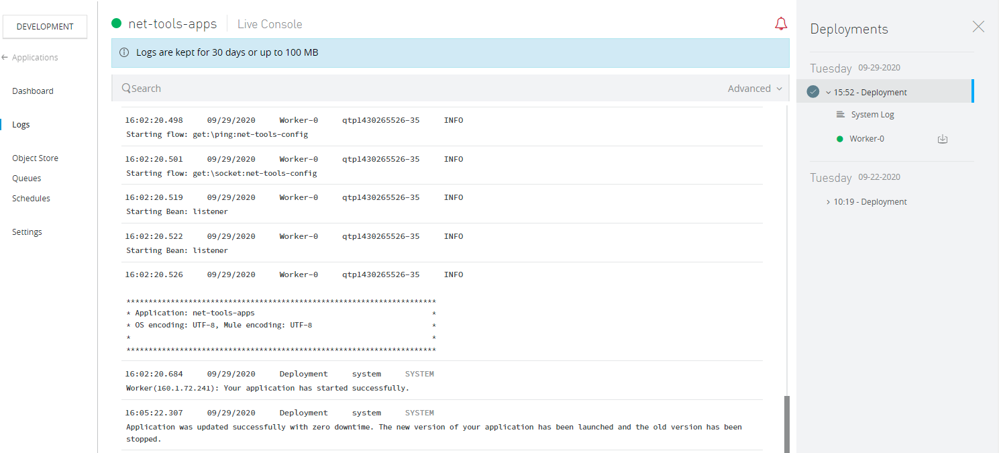 DEVELOPMENT
Applications
Dashboard
Logs
Object Store
Queues
Schedules
Settings
net-tools-apps Live Console
Logs are kept for 30 days or up to 100 MB
Search Advanced
16:02:20.498 09/29/2020 Worker-0 qtp1430265526-35 INFO
Starting flow: get:\ping:net-tools-config
16:02:20.501 09/29/2020 Worker-0 qtp1430265526-35 INFO
Starting flow: get:\socket:net-tools-config
16:02:20.519 09/29/2020 Worker-0 qtp1430265526-35 INFO
Starting Bean: listener
16:02:20.522 09/29/2020 Worker-0 qtp1430265526-35 INFO
Starting Bean: listener
16:02:20.526 09/29/2020 Worker-0 qtp1430265526-35 INFO
**********************************************************************
* Application: net-tools-apps *
* OS encoding: UTF-8, Mule encoding: UTF-8 *
* *
**********************************************************************
16:02:20.684 09/29/2020 Deployment system SYSTEM
Worker(160.1.72.241): Your application has started successfully.
16:05:22.307 09/29/2020 Deployment system SYSTEM
Application was updated successfully with zero downtime. The new version of your application has been launched and the old version has been
stopped.
Deployments
Tuesday 09-29-2020
15:52 - Deployment
System Log
Worker-0
Tuesday 09-22-2020
10:19 - Deployment